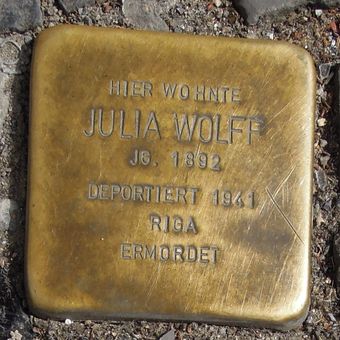 HIER WOHNTE
JULIA WOLFF
JG. 1892
DEPORTIERT 1941
RIGA
ERMORDET